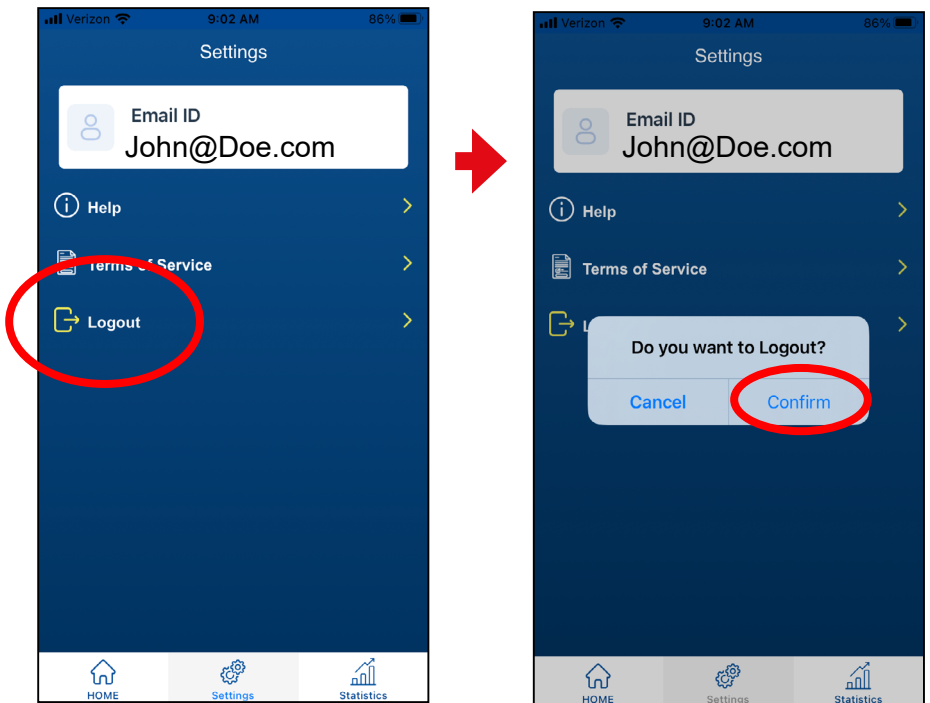 Verizon 9:02 AM 86%
Settings
Email ID
John@Doe.com
Help
Terms of Service
Logout
HOME Settings Statistics
Verizon 9:02 AM 86%
Settings
Email ID
John@Doe.com
Help
Terms of Service
L
Do you want to Logout?
Cancel Confirm
HOME Settings Statistics